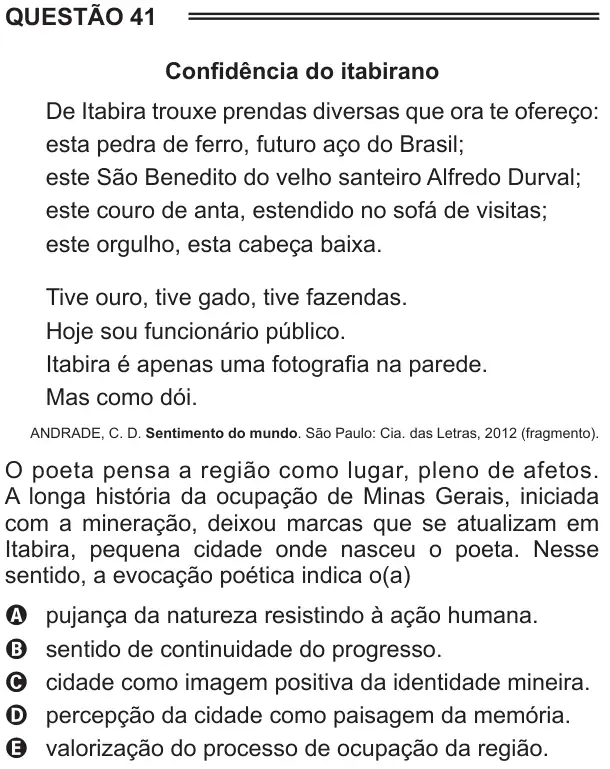 QUESTÃO 41
Confidência do itabirano
De Itabira trouxe prendas diversas que ora te ofereço:
esta pedra de ferro, futuro aço do Brasil;
este São Benedito do velho santeiro Alfredo Durval;
este couro de anta, estendido no sofá de visitas;
este orgulho, esta cabeça baixa.
Tive ouro, tive gado, tive fazendas.
Hoje sou funcionário público.
Itabira é apenas uma fotografia na parede.
Mas como dói.
ANDRADE, C. D. Sentimento do mundo. São Paulo: Cia. das Letras, 2012 (fragmento).
O poeta pensa a região como lugar, pleno de afetos.
A longa história da ocupação de Minas Gerais, iniciada
com a mineração, deixou marcas que se atualizam em
Itabira, pequena cidade onde nasceu o poeta. Nesse
sentido, a evocação poética indica o(a)
A pujança da natureza resistindo à ação humana.
B sentido de continuidade do progresso.
C cidade como imagem positiva da identidade mineira.
D percepção da cidade como paisagem da memória.
E valorização do processo de ocupação da região.